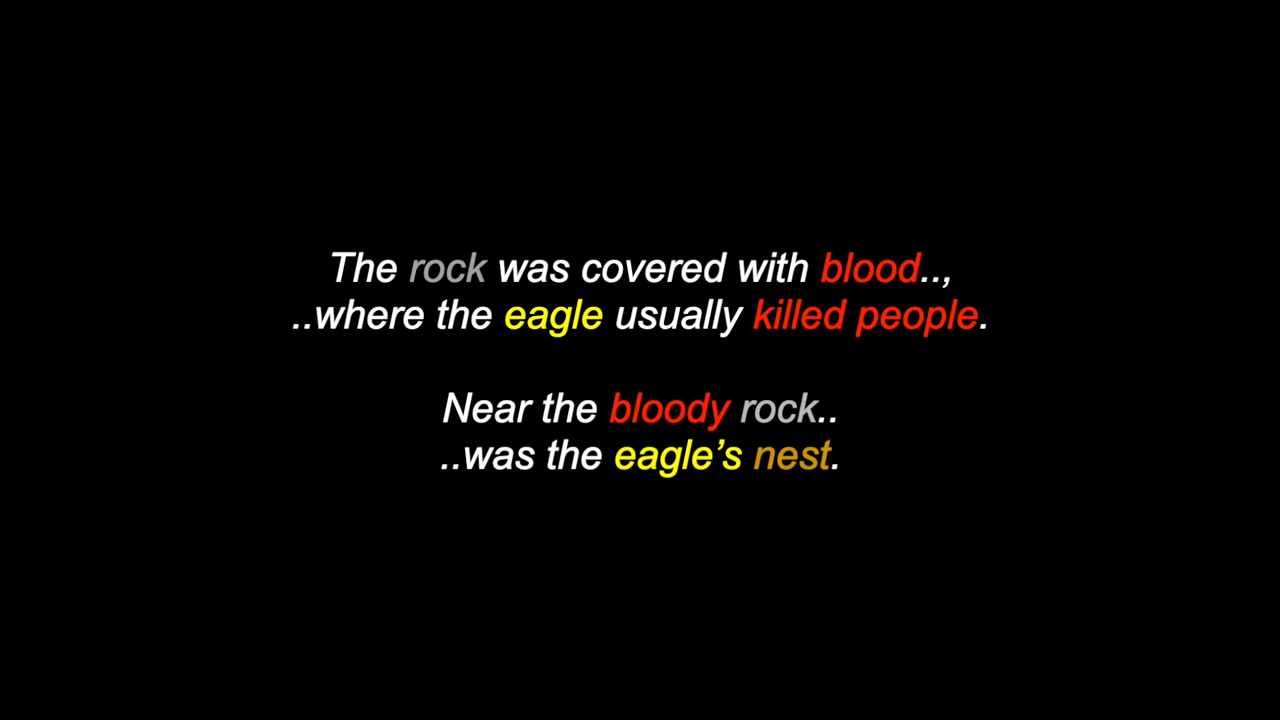 The rock was covered with blood..,
..where the eagle usually killed people.
Near the bloody rock..
..was the eagle’s nest.